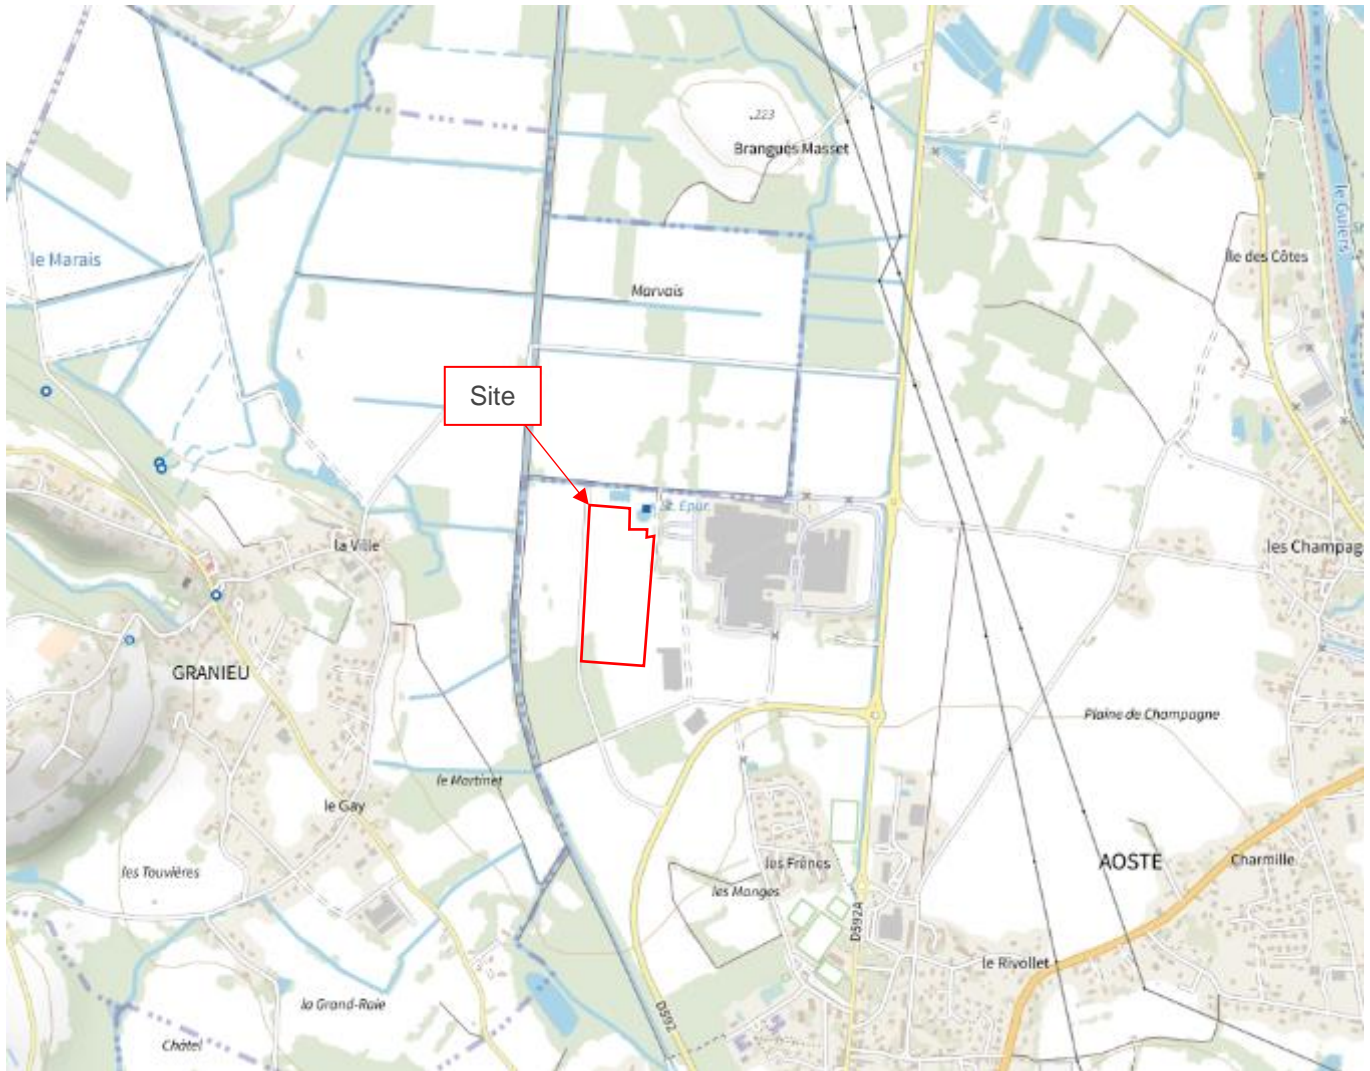 .223
Brangues Masset
le Guiers
le Marais
Île des Côtes
Marvais
Site
St. Epur.
la Ville
les Champag
GRANIEU
Plaine de Champagne
le Martinet
le Gay
les Frênes
AOSTE
Charmille
les Touvières
les Manges
D592A
le Rivollet
la Grand-Raie
D592
Châtel